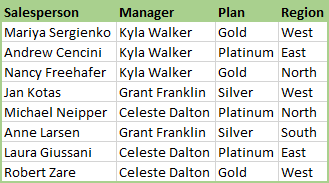 Salesperson Manager Plan Region
Mariya Sergienko Kyla Walker Gold West
Andrew Cencini Kyla Walker Platinum East
Nancy Freehafer Kyla Walker Gold North
Jan Kotas Grant Franklin Silver West
Michael Neipper Celeste Dalton Platinum North
Anne Larsen Grant Franklin Silver South
Laura Giussani Celeste Dalton Platinum East
Robert Zare Celeste Dalton Gold West